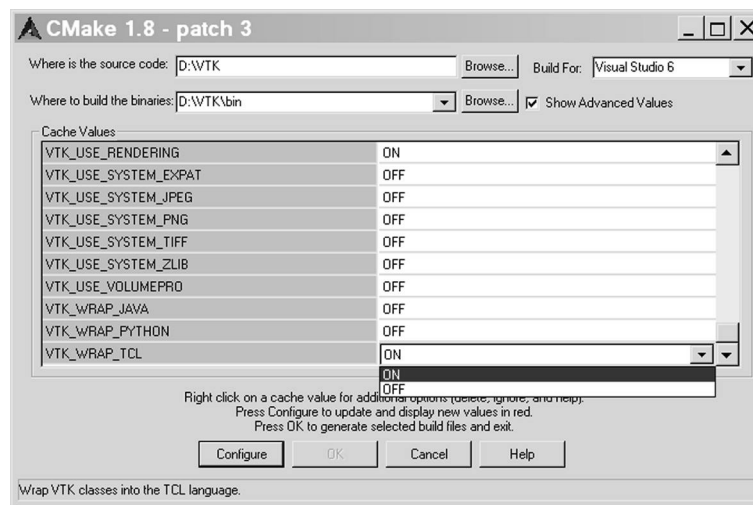 CMake 1.8 - patch 3
Where is the source code: D:\VTK Browse... Build For: Visual Studio 6
Where to build the binaries: D:\VTK\bin Browse... Show Advanced Values
Cache Values
VTK_USE_RENDERING ON
VTK_USE_SYSTEM_EXPAT OFF
VTK_USE_SYSTEM_JPEG OFF
VTK_USE_SYSTEM_PNG OFF
VTK_USE_SYSTEM_TIFF OFF
VTK_USE_SYSTEM_ZLIB OFF
VTK_USE_VOLUMEPRO OFF
VTK_WRAP_JAVA OFF
VTK_WRAP_PYTHON OFF
VTK_WRAP_TCL ON
ON
OFF
Right click on a cache value for additional options (delete, ignore, and help).
Press Configure to update and display new values in red.
Press OK to generate selected build files and exit.
Configure OK Cancel Help
Wrap VTK classes into the TCL language.